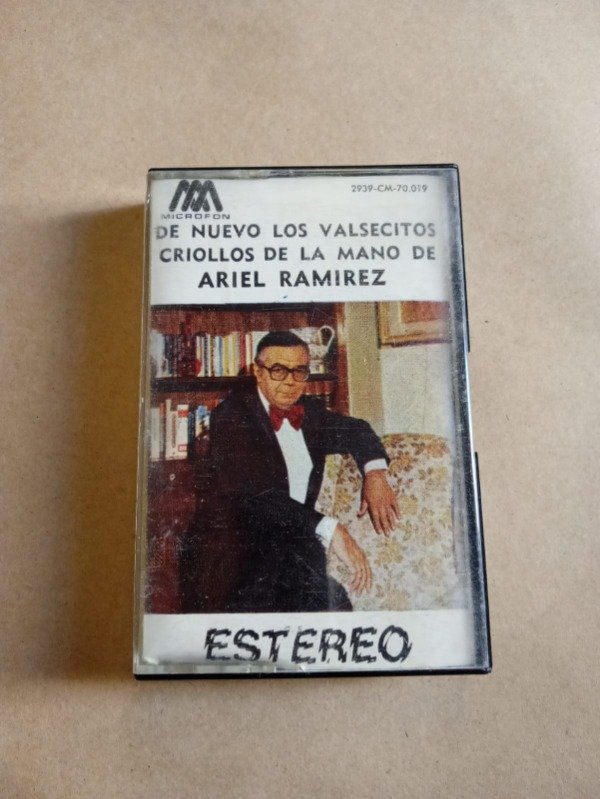 MICROFON
2939-CM-70.019
DE NUEVO LOS VALSECITOS
CRIOLLOS DE LA MANO DE
ARIEL RAMIREZ
ESTEREO